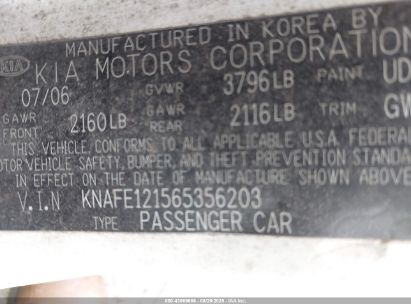 MANUFACTURED IN KOREA BY
KIA KIA MOTORS CORPORATION
07/06 GVWR 3796LB PAINT UD
GAWR FRONT 2160LB GAWR REAR 2116LB TRIM GW
THIS VEHICLE CONFORMS TO ALL APPLICABLE U.S.A. FEDERAL
MOTOR VEHICLE SAFETY, BUMPER, AND THEFT PREVENTION STANDA
IN EFFECT ON THE DATE OF MANUFACTURE SHOWN ABOVE.
V.I.N KNAFE121565356203
TYPE PASSENGER CAR